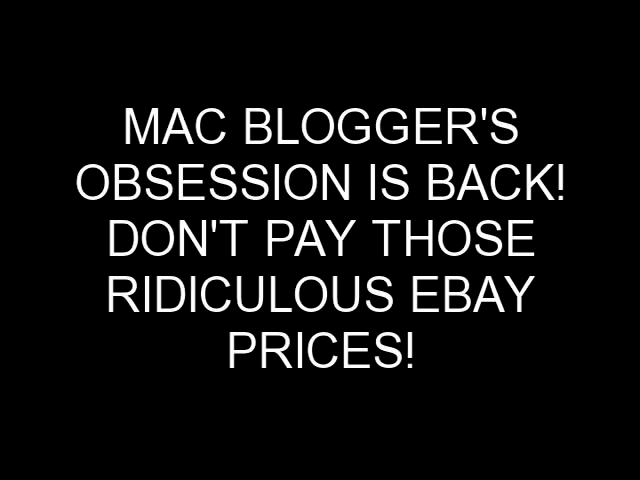 MAC BLOGGER'S
OBSESSION IS BACK!
DON'T PAY THOSE
RIDICULOUS EBAY
PRICES!